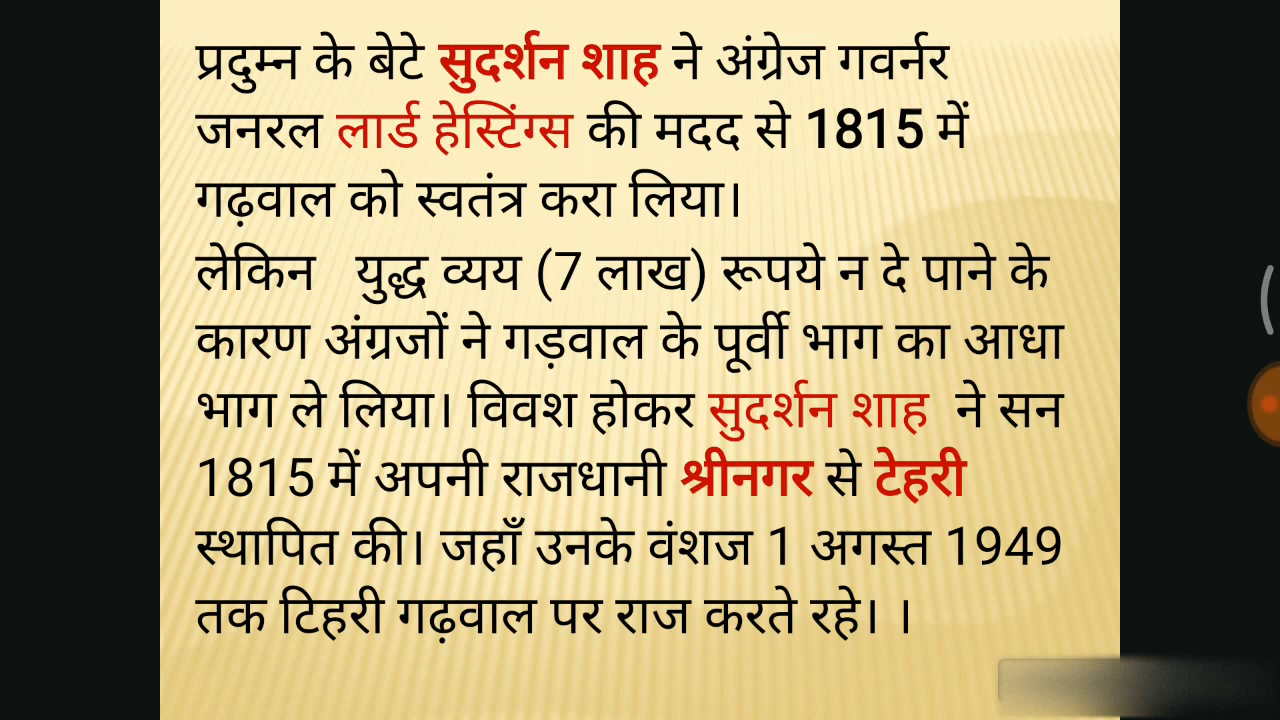 प्रदुम्न के बेटे सुदर्शन शाह ने अंग्रेज गवर्नर
जनरल लार्ड हेस्टिंग्स की मदद से 1815 में
गढ़वाल को स्वतंत्र करा लिया।
लेकिन युद्ध व्यय (7 लाख) रूपये न दे पाने के
कारण अंग्रजों ने गड़वाल के पूर्वी भाग का आधा
भाग ले लिया। विवश होकर सुदर्शन शाह ने सन
1815 में अपनी राजधानी श्रीनगर से टेहरी
स्थापित की। जहाँ उनके वंशज 1 अगस्त 1949
तक टिहरी गढ़वाल पर राज करते रहे। ।